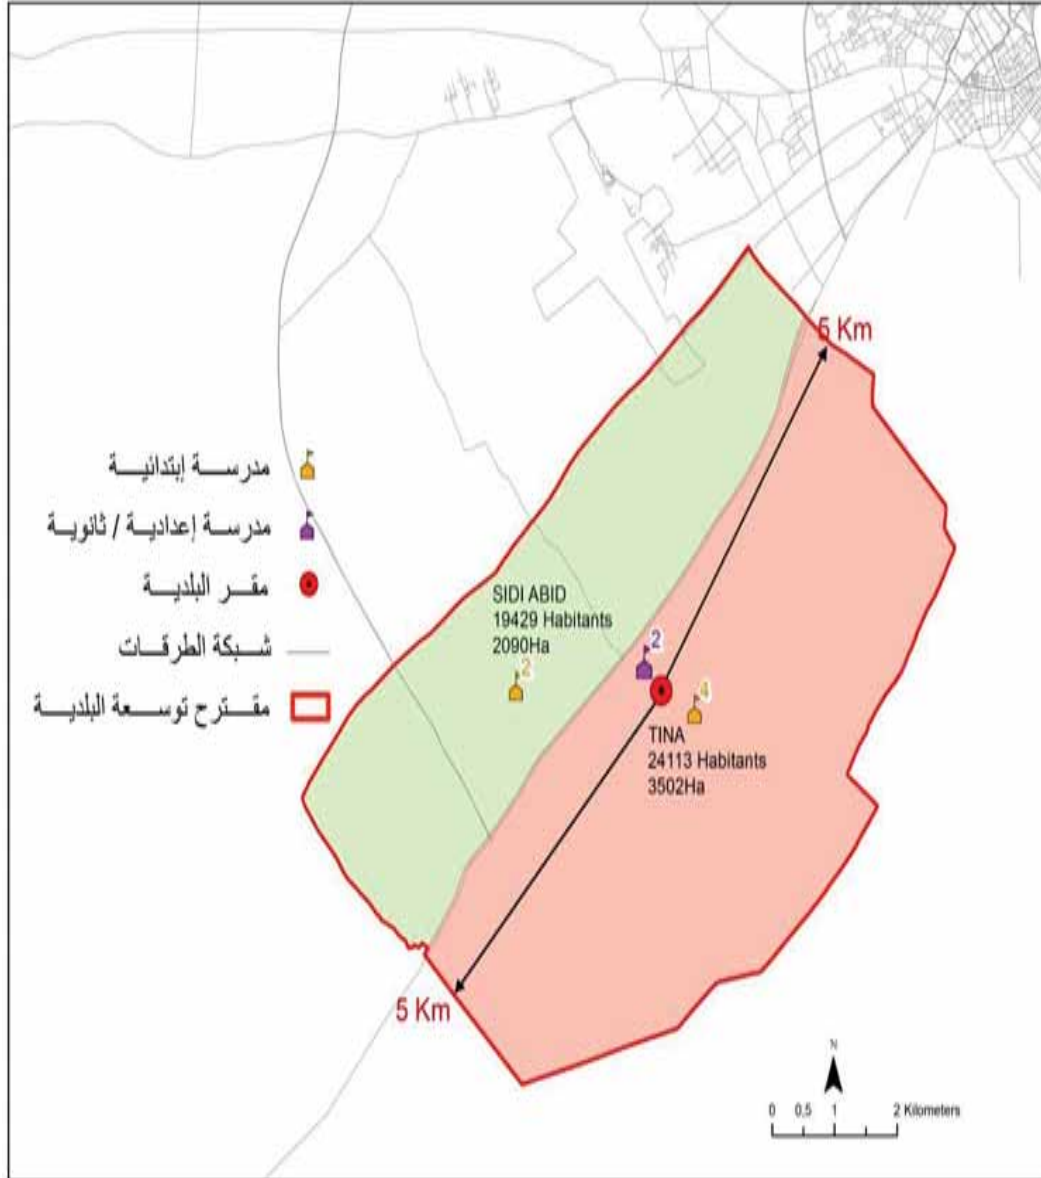 5 Km
مدرسة إبتدائية
مدرسة إعدادية / ثانوية
مقر البلدية
شبكة الطرقات
مقترح توسعة البلدية
SIDI ABID
19429 Habitants
2090Ha
2
2
4
TINA
24113 Habitants
3502Ha
5 Km
N
0 0,5 1 2 Kilometers